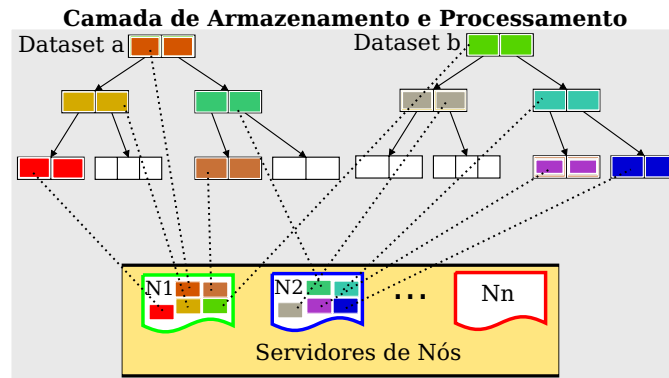 Camada de Armazenamento e Processamento
Dataset a
Dataset b
N1
N2
...
Nn
Servidores de Nós